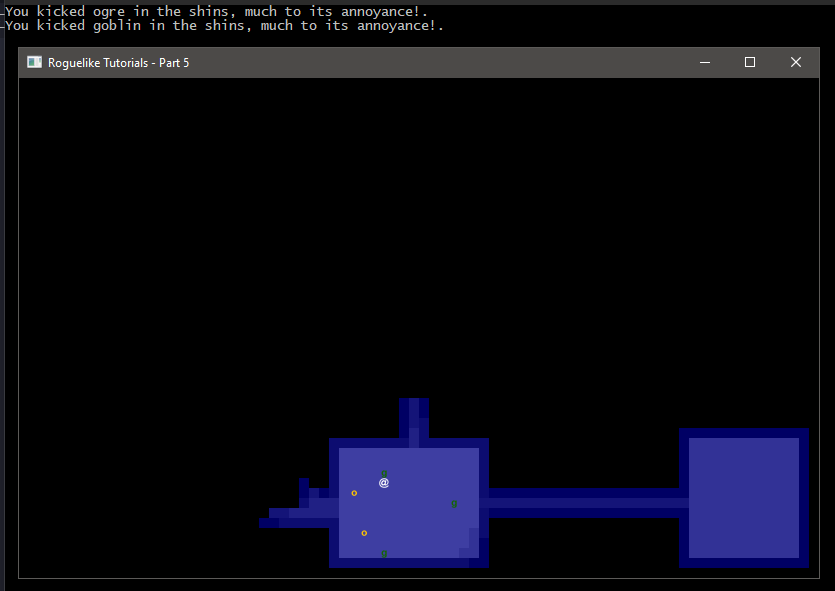 You kicked ogre in the shins, much to its annoyance!.
You kicked goblin in the shins, much to its annoyance!.
Roguelike Tutorials - Part 5
@
o
o